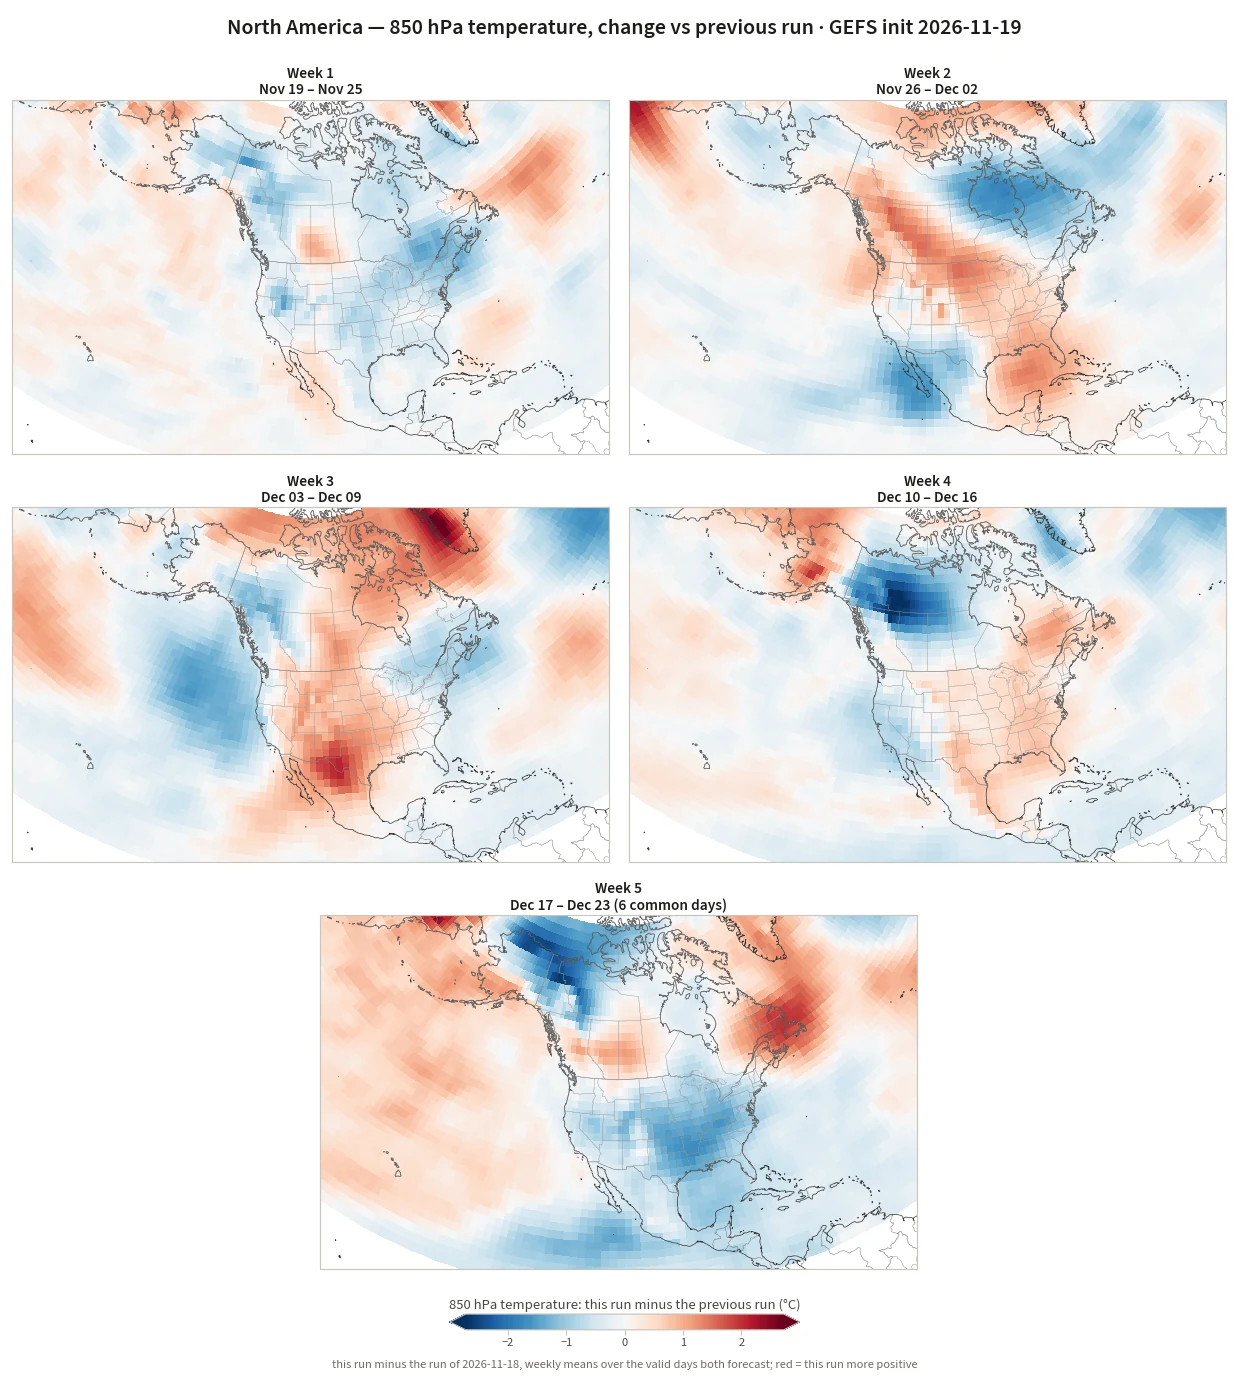 North America — 850 hPa temperature, change vs previous run · GEFS init 2026-11-19
Week 1
Nov 19 – Nov 25
Week 2
Nov 26 – Dec 02
Week 3
Dec 03 – Dec 09
Week 4
Dec 10 – Dec 16
Week 5
Dec 17 – Dec 23 (6 common days)
850 hPa temperature: this run minus the previous run (°C)
−2 −1 0 1 2
this run minus the run of 2026-11-18, weekly means over the valid days both forecast; red = this run more positive